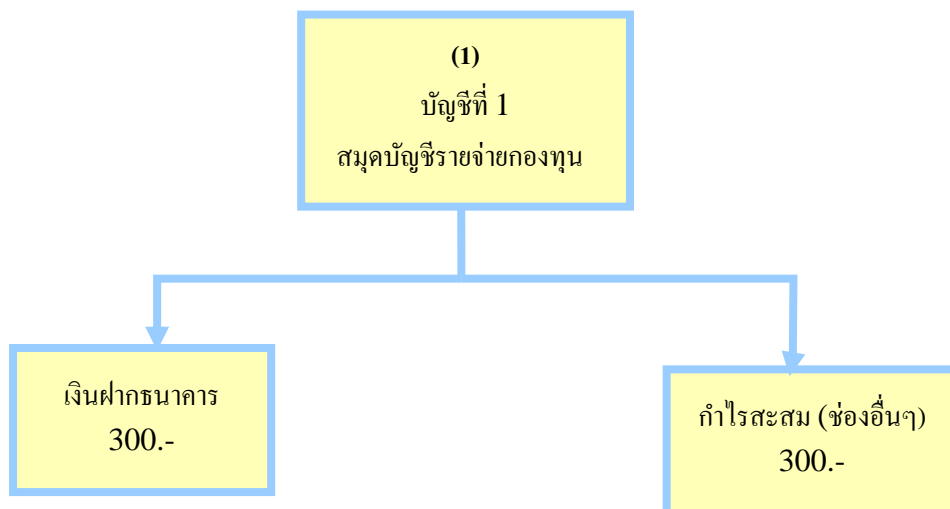 (1)
บัญชีที่ 1
สมุดบัญชีรายจ่ายกองทุน
เงินฝากธนาคาร
300.-
กำไรสะสม (ช่องอื่นๆ)
300.-